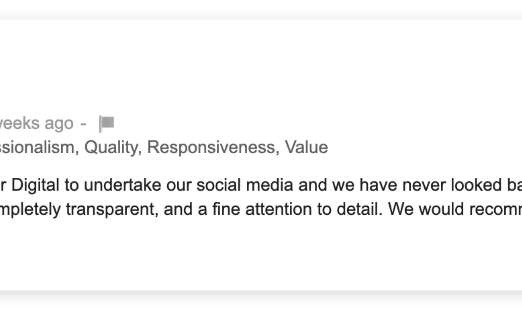 weeks ago -
ssionalism, Quality, Responsiveness, Value
r Digital to undertake our social media and we have never looked ba
mpletely transparent, and a fine attention to detail. We would recomm